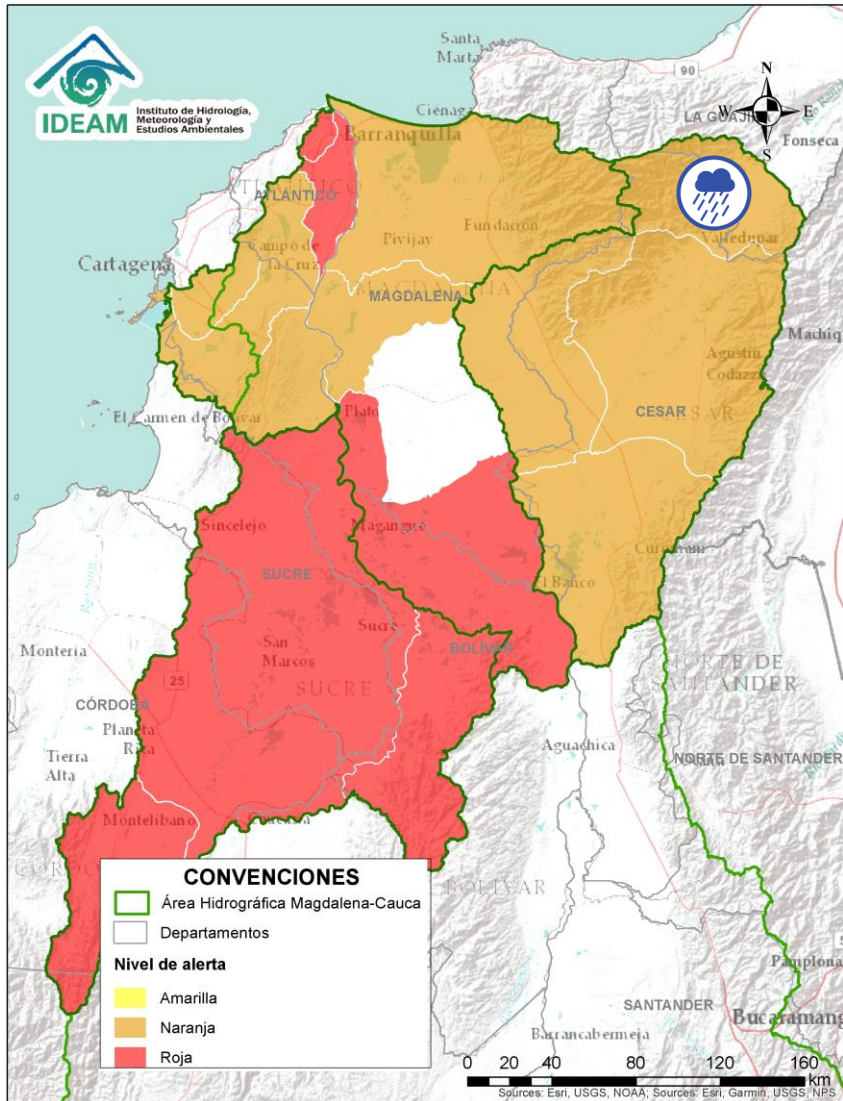 IDEAM
Instituto de Hidrología,
Meteorología y
Estudios Ambientales
Santa
Marta
90
N
W
E
S
LA GUAJIRA
Fonseca
Ciénaga
Barranquilla
ATLÁNTICO
Valledupar
Fundación
Pivijay
Campo de
la Cruz
Cartagena
MAGDALENA
MAGDALENA
Machiq
Agustín
Codazzi
CESAR
CESAR
Plato
El Carmen de Bolívar
Sincelejo
Magangué
El Banco
SUCRE
Sucre
San
Marcos
BOLÍVAR
SUCRE
Montería
25
NORTE DE
SANTANDER
CÓRDOBA
Planeta
Rica
Aguachica
NORTE DE SANTANDER
Tierra
Alta
Montelíbano
BOLÍVAR
CONVENCIONES
Área Hidrográfica Magdalena-Cauca
Departamentos
Nivel de alerta
Amarilla
Naranja
Roja
Pamplona
SANTANDER
Bucaramang
Barrancabermeja
0 20 40 80 120 160
km
Sources: Esri, USGS, NOAA; Sources: Esri, Garmin, USGS, NPS